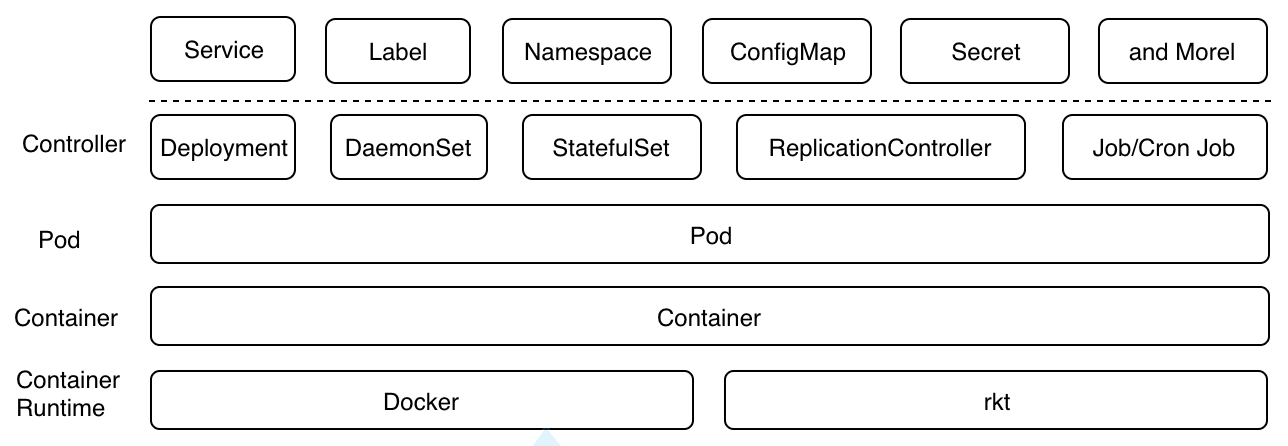 Service Label Namespace ConfigMap Secret and Morel
Controller Deployment DaemonSet StatefulSet ReplicationController Job/Cron Job
Pod Pod
Container Container
Container
Runtime
Docker rkt